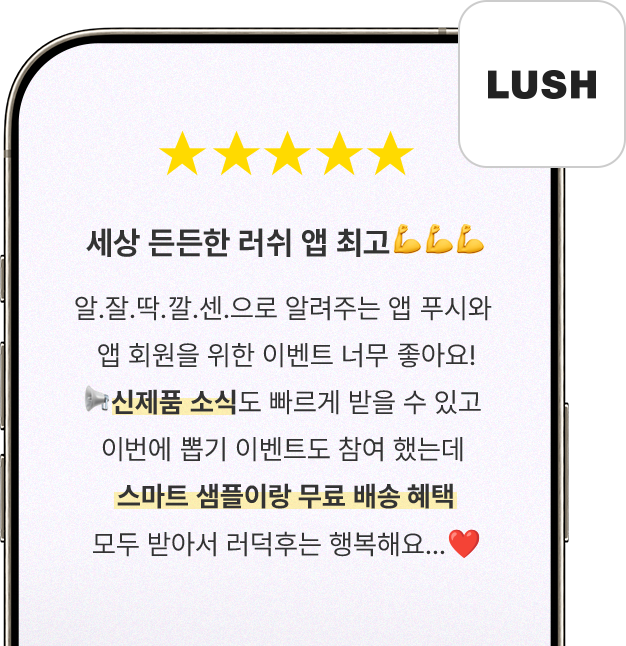 LUSH
세상 든든한 러쉬 앱 최고💪💪💪
알.잘.딱.깔.센.으로 알려주는 앱 푸시와
앱 회원을 위한 이벤트 너무 좋아요!
📢신제품 소식도 빠르게 받을 수 있고
이번에 뽑기 이벤트도 참여 했는데
스마트 샘플이랑 무료 배송 혜택
모두 받아서 러덕후는 행복해요...❤️